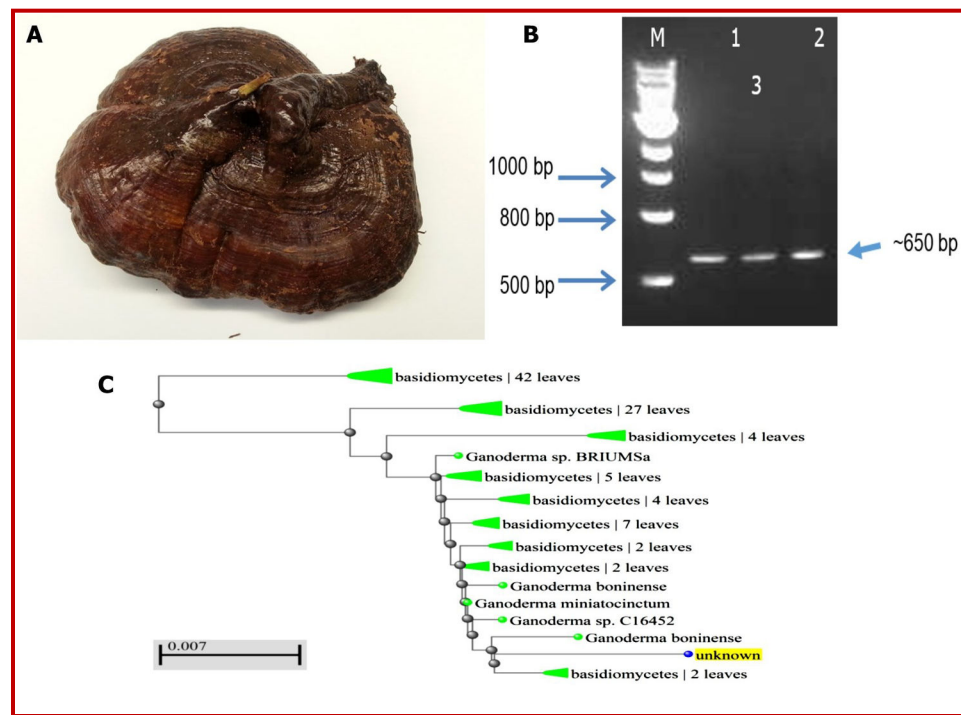 A
B
M
1
2
3
1000 bp
800 bp
500 bp
~650 bp
C
basidiomycetes | 42 leaves
basidiomycetes | 27 leaves
basidiomycetes | 4 leaves
Ganoderma sp. BRIUMSa
basidiomycetes | 5 leaves
basidiomycetes | 4 leaves
basidiomycetes | 7 leaves
basidiomycetes | 2 leaves
basidiomycetes | 2 leaves
Ganoderma boninense
Ganoderma miniatocinctum
Ganoderma sp. C16452
Ganoderma boninense
unknown
basidiomycetes | 2 leaves
0.007